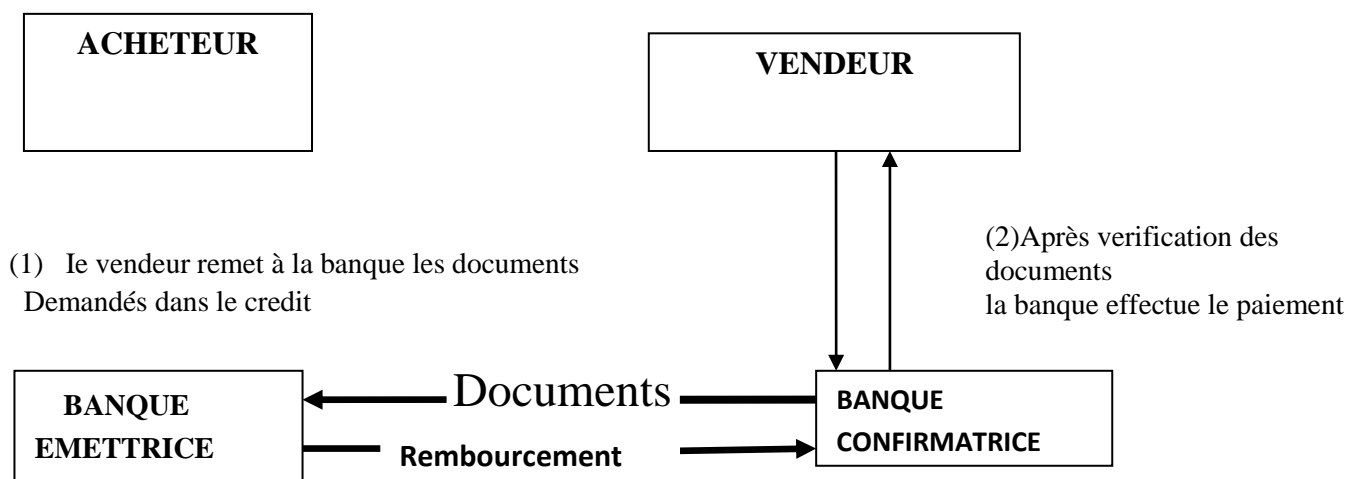 ACHETEUR
VENDEUR
(1) Ie vendeur remet à la banque les documents
Demandés dans le credit
(2)Après verification des
documents
la banque effectue le paiement
BANQUE
EMETTRICE
Documents
Rembourcement
BANQUE
CONFIRMATRICE